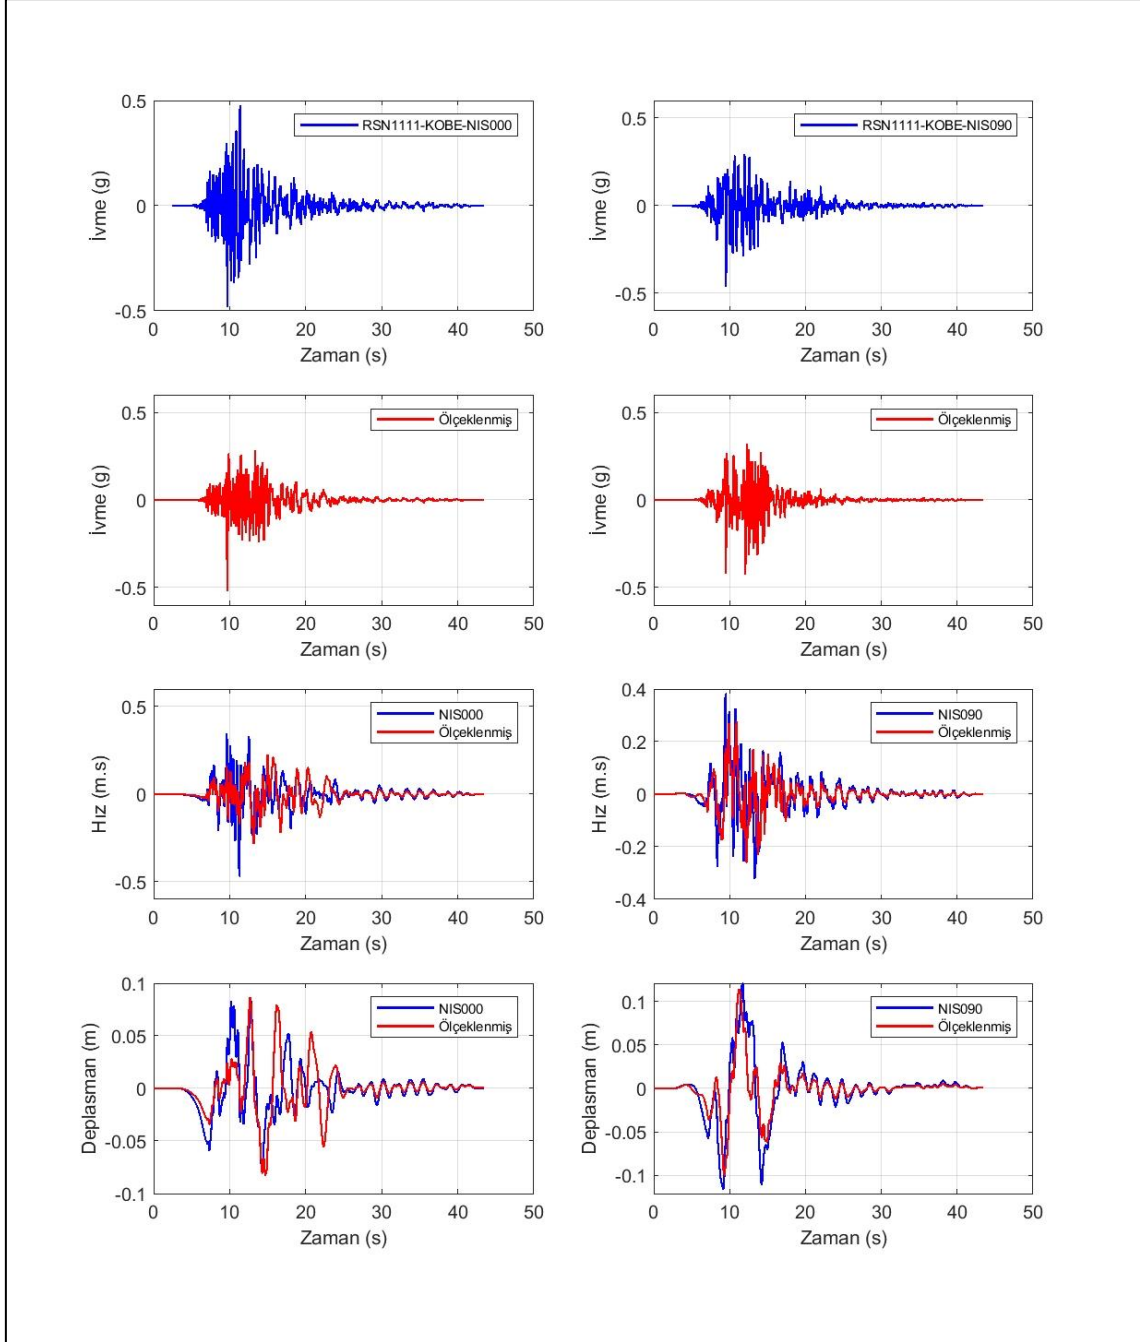 0.5
RSN1111-KOBE-NIS000
İvme (g)
0
-0.5
0 10 20 30 40 50
Zaman (s)
0.5
RSN1111-KOBE-NIS090
İvme (g)
0
-0.5
0 10 20 30 40 50
Zaman (s)
0.5
Ölçeklenmiş
İvme (g)
0
-0.5
0 10 20 30 40 50
Zaman (s)
0.5
Ölçeklenmiş
İvme (g)
0
-0.5
0 10 20 30 40 50
Zaman (s)
0.5
NIS000
Ölçeklenmiş
Hız (m.s)
0
-0.5
0 10 20 30 40 50
Zaman (s)
0.4
NIS090
Ölçeklenmiş
0.2
Hız (m.s)
0
-0.2
-0.4
0 10 20 30 40 50
Zaman (s)
0.1
NIS000
Ölçeklenmiş
0.05
Deplasman (m)
0
-0.05
-0.1
0 10 20 30 40 50
Zaman (s)
0.1
NIS090
Ölçeklenmiş
0.05
Deplasman (m)
0
-0.05
-0.1
0 10 20 30 40 50
Zaman (s)